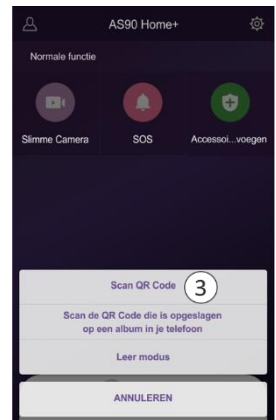 AS90 Home+
Normale functie
Slimme Camera
SOS
Accessoi...voegen
Scan QR Code
3
Scan de QR Code die is opgeslagen
op een album in je telefoon
Leer modus
ANNULEREN